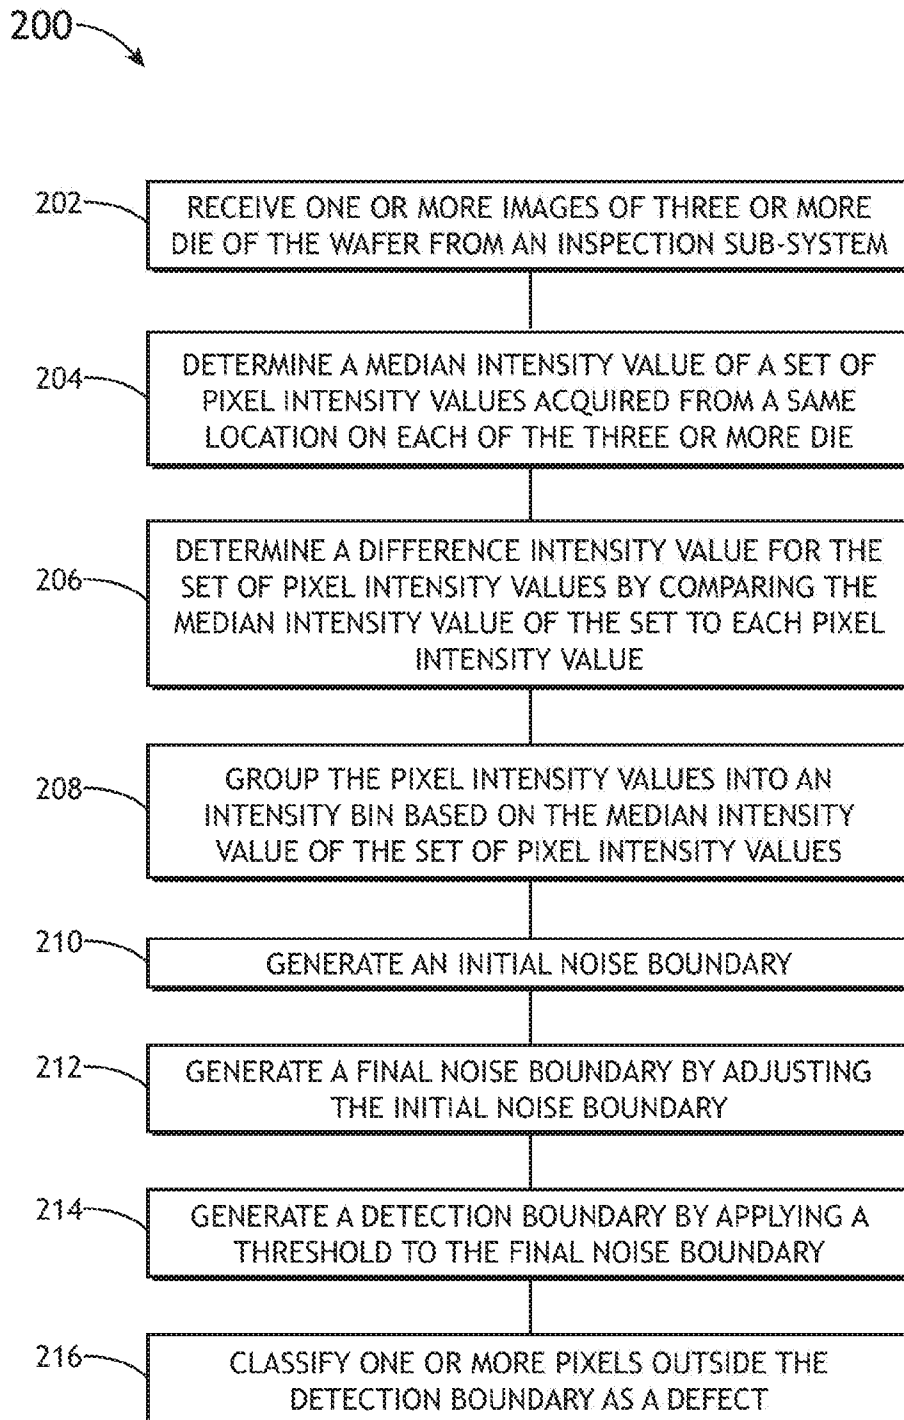 200
202
RECEIVE ONE OR MORE IMAGES OF THREE OR MORE
DIE OF THE WAFER FROM AN INSPECTION SUB-SYSTEM
204
DETERMINE A MEDIAN INTENSITY VALUE OF A SET OF
PIXEL INTENSITY VALUES ACQUIRED FROM A SAME
LOCATION ON EACH OF THE THREE OR MORE DIE
206
DETERMINE A DIFFERENCE INTENSITY VALUE FOR THE
SET OF PIXEL INTENSITY VALUES BY COMPARING THE
MEDIAN INTENSITY VALUE OF THE SET TO EACH PIXEL
INTENSITY VALUE
208
GROUP THE PIXEL INTENSITY VALUES INTO AN
INTENSITY BIN BASED ON THE MEDIAN INTENSITY
VALUE OF THE SET OF PIXEL INTENSITY VALUES
210
GENERATE AN INITIAL NOISE BOUNDARY
212
GENERATE A FINAL NOISE BOUNDARY BY ADJUSTING
THE INITIAL NOISE BOUNDARY
214
GENERATE A DETECTION BOUNDARY BY APPLYING A
THRESHOLD TO THE FINAL NOISE BOUNDARY
216
CLASSIFY ONE OR MORE PIXELS OUTSIDE THE
DETECTION BOUNDARY AS A DEFECT